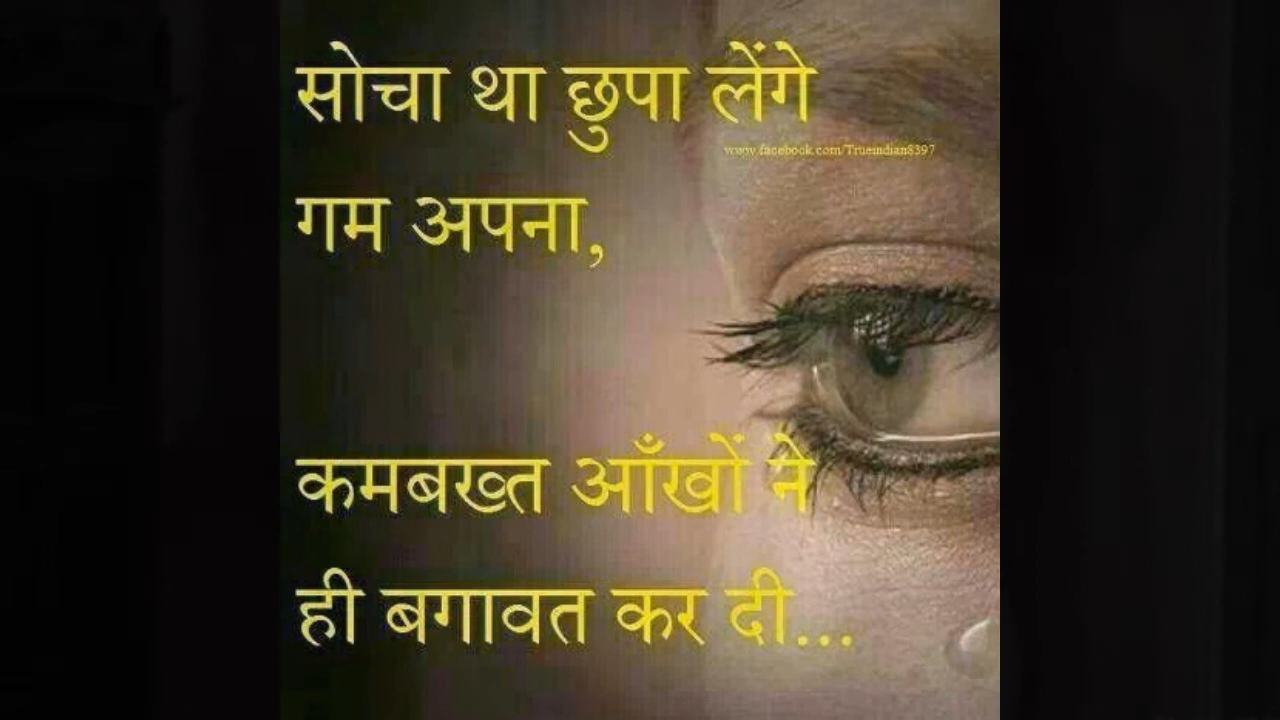 सोचा था छुपा लेंगे
www.facebook.com/Trueindian8397
गम अपना,
कमबख्त आँखों ने
ही बगावत कर दी...